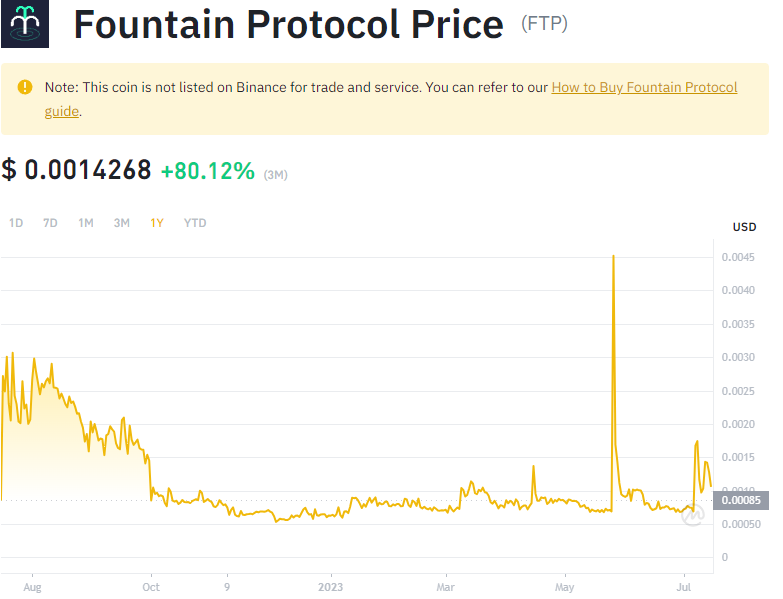 Fountain Protocol Price (FTP)
Note: This coin is not listed on Binance for trade and service. You can refer to our How to Buy Fountain Protocol
guide.
$ 0.0014268 +80.12% (3M)
1D 7D 1M 3M 1Y YTD
USD
0.0045
0.0040
0.0035
0.0030
0.0025
0.0020
0.0015
0.0010
0.00085
0.00050
0
Aug Oct 9 2023 Mar May Jul